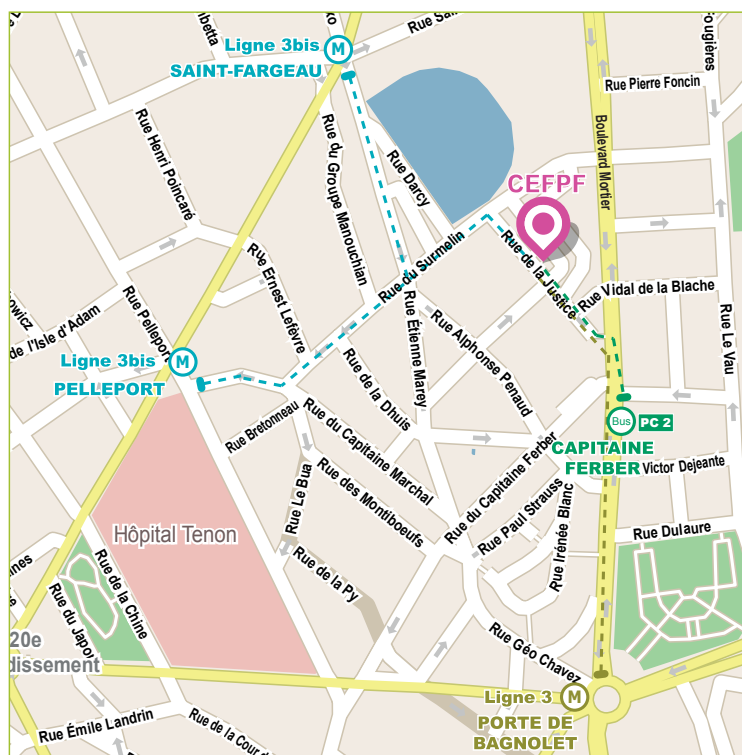 Ligne 3bis
M
SAINT-FARGEAU
Rue Pierre Foncin
Boulevard Mortier
Rue Henri Poincaré
Rue du Groupe Manouchian
Rue Darcy
CEFPF
Rue de la Justice
Rue du Surmelin
Rue Ernest Lefèvre
Rue Vidal de la Blache
Rue Pelleport
de l'Isle d'Adam
Rue Étienne Marey
Rue Alphonse Penaud
Rue Le Vau
Ligne 3bis
M
PELLEPORT
Rue de la Dhuis
Rue Bretonneau
Rue du Capitaine Marchal
Bus
PC 2
CAPITAINE
FERBER
Rue du Capitaine Ferber
Victor Dejeante
Rue Le Bua
Rue des Montiboeufs
Rue Paul Strauss
Rue Irénée Blanc
Hôpital Tenon
Rue Dulaure
Rue de la Chine
Rue de la Py
Rue du Japon
20e
dissement
Rue Géo Chavez
Ligne 3
M
PORTE DE
BAGNOLET
Rue Émile Landrin